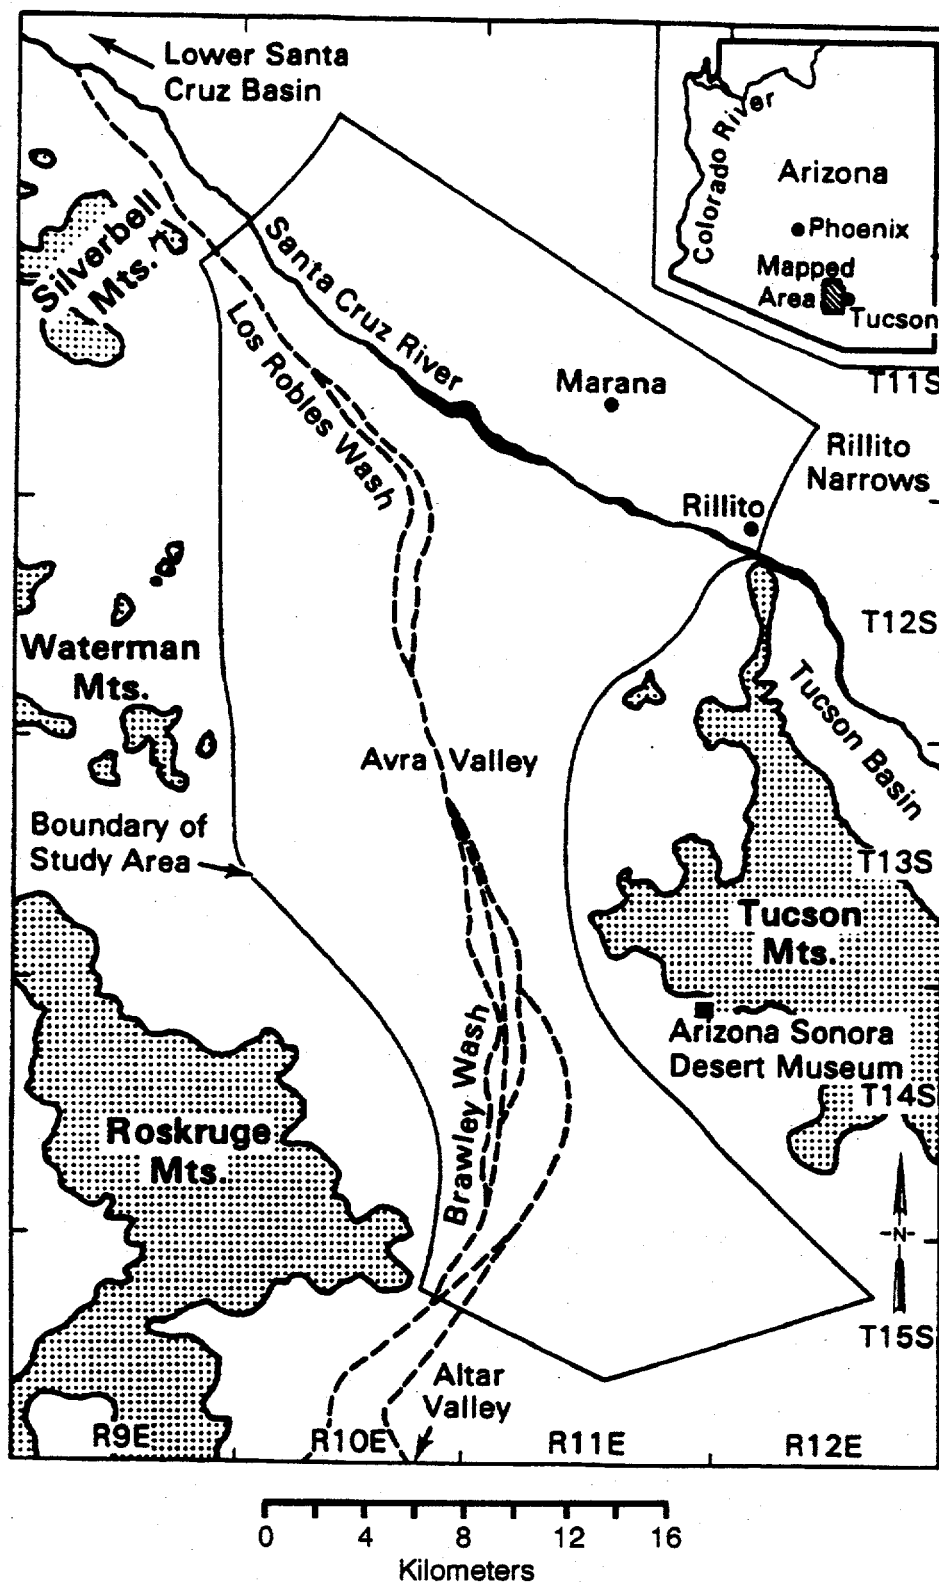 Lower Santa
Cruz Basin
Colorado River
Arizona
Phoenix
Mapped
Area
Tucson
Silverbell
Mts.
Santa Cruz River
Los Robles Wash
T11S
Marana
Rillito
Narrows
Rillito
T12S
Waterman
Mts.
Tucson Basin
Avra Valley
Boundary of
Study Area
T13S
Tucson
Mts.
Brawley Wash
Arizona Sonora
Desert Museum
T14S
Roskruge
Mts.
-N-
T15S
Altar
Valley
R9E R10E R11E R12E
0 4 8 12 16
Kilometers